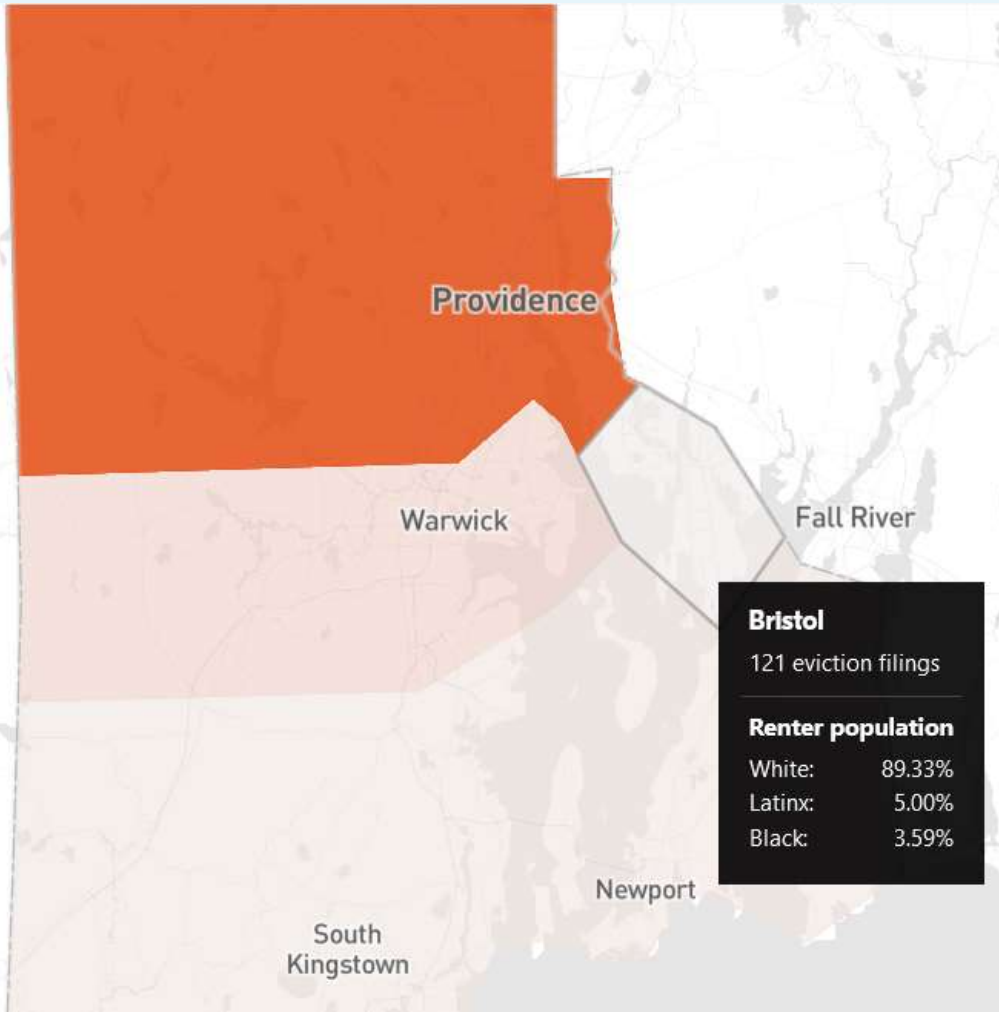 Providence
Warwick
Fall River
Bristol
121 eviction filings
Renter population
White: 89.33%
Latinx: 5.00%
Black: 3.59%
Newport
South
Kingstown